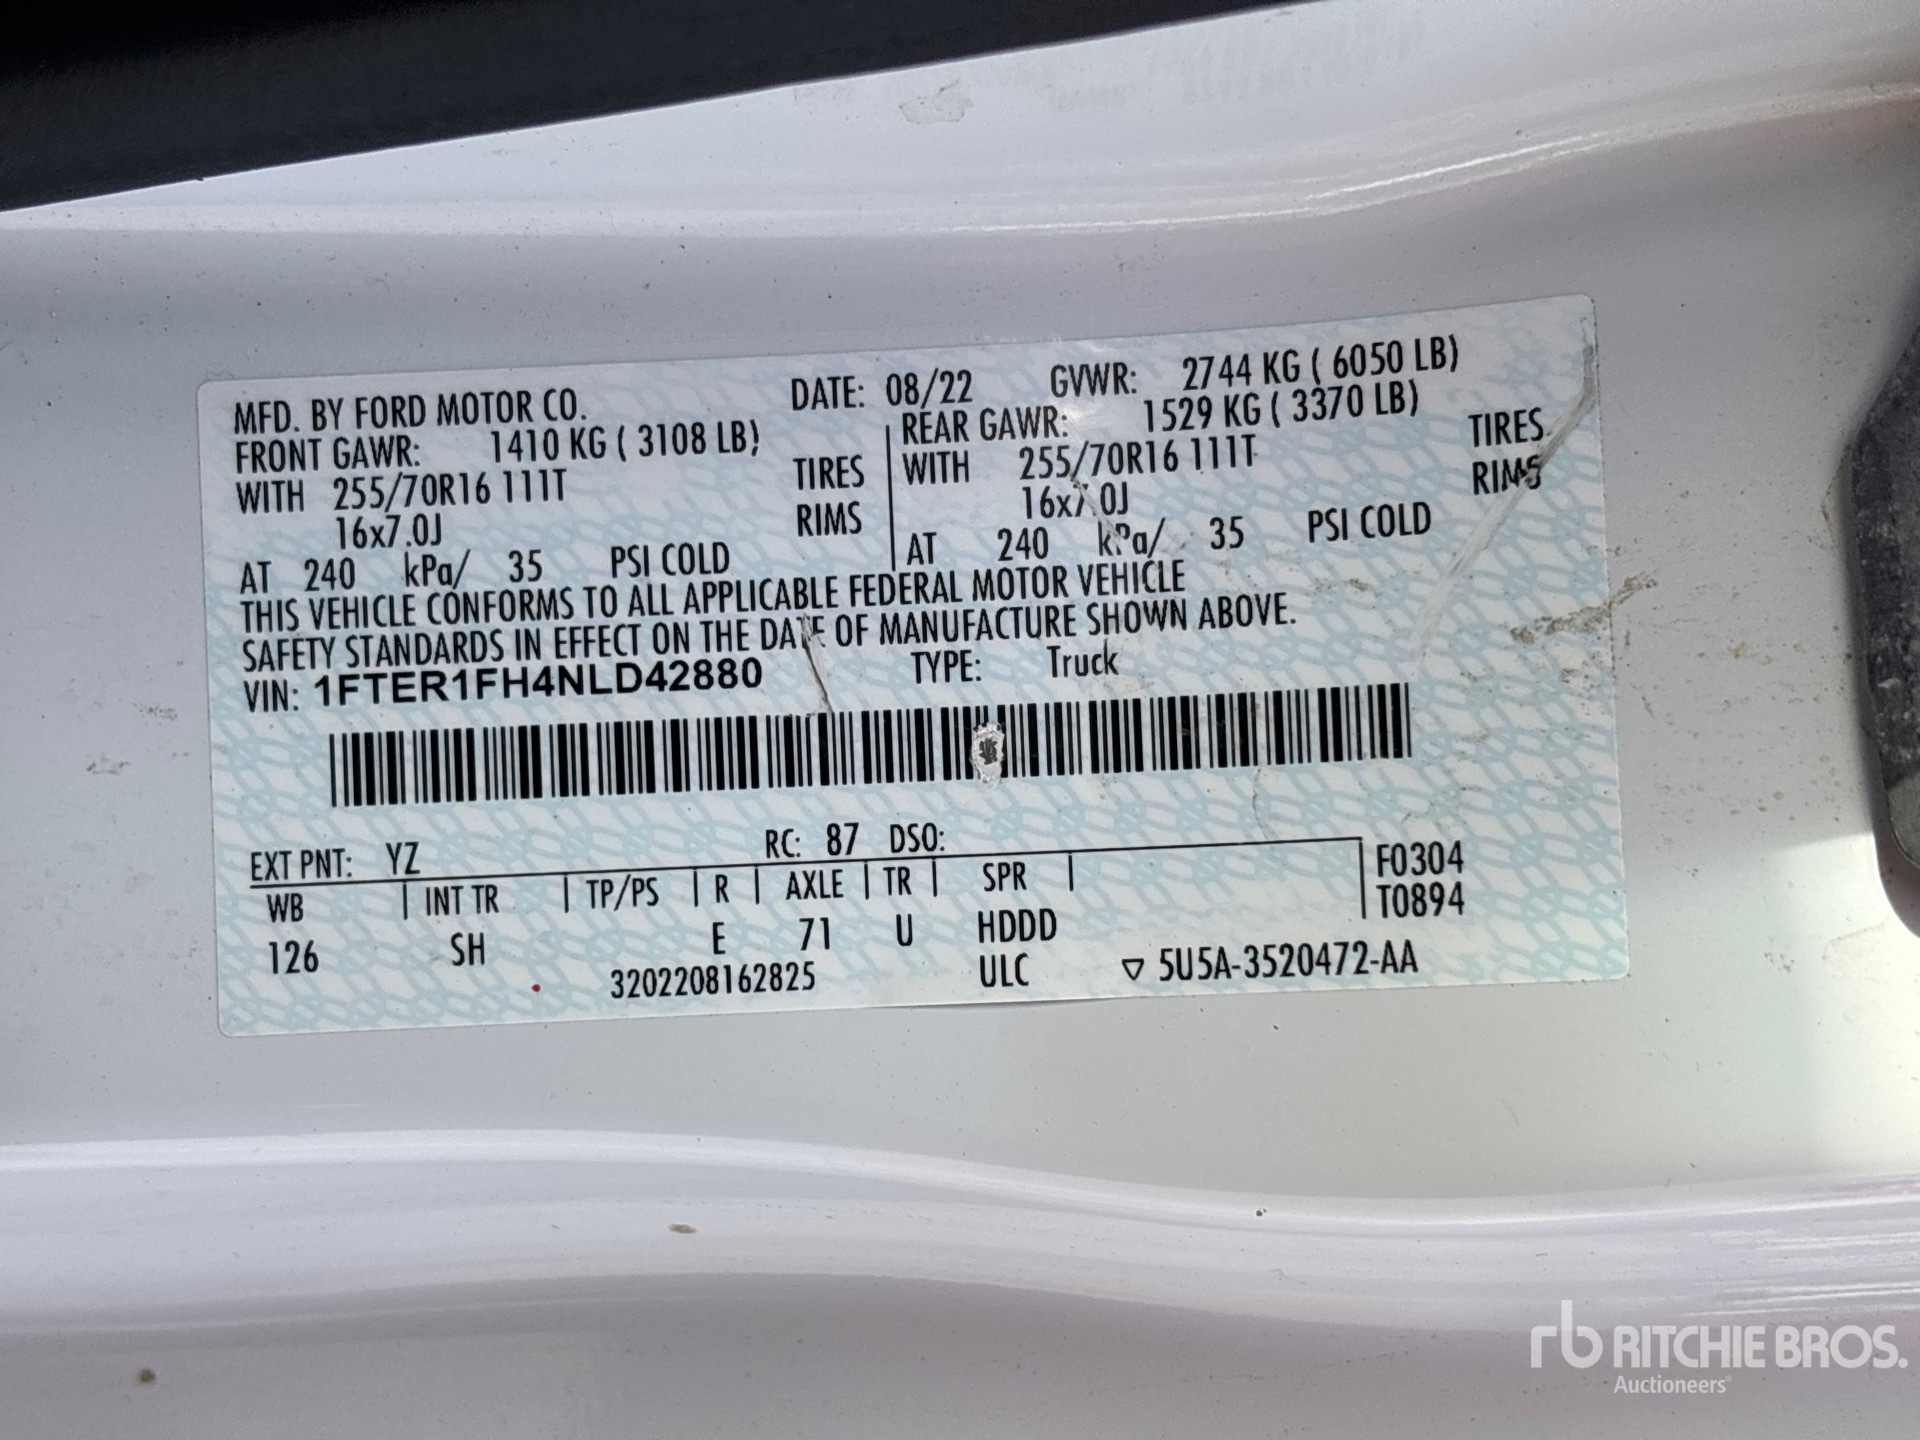 MFD. BY FORD MOTOR CO. DATE: 08/22 GVWR: 2744 KG ( 6050 LB)
FRONT GAWR: 1410 KG ( 3108 LB) REAR GAWR: 1529 KG ( 3370 LB)
WITH 255/70R16 111T TIRES WITH 255/70R16 111T TIRES
16x7.0J RIMS 16x7.0J RIMS
AT 240 kPa/ 35 PSI COLD AT 240 kPa/ 35 PSI COLD
THIS VEHICLE CONFORMS TO ALL APPLICABLE FEDERAL MOTOR VEHICLE
SAFETY STANDARDS IN EFFECT ON THE DATE OF MANUFACTURE SHOWN ABOVE.
VIN: 1FTER1FH4NLD42880 TYPE: Truck
EXT PNT: YZ RC: 87 DSO:
WB INT TR TP/PS R AXLE TR SPR F0304
126 SH E 71 U HDDD T0894
3202208162825 ULC ▽ 5U5A-3520472-AA
rb RITCHIE BROS.
Auctioneers